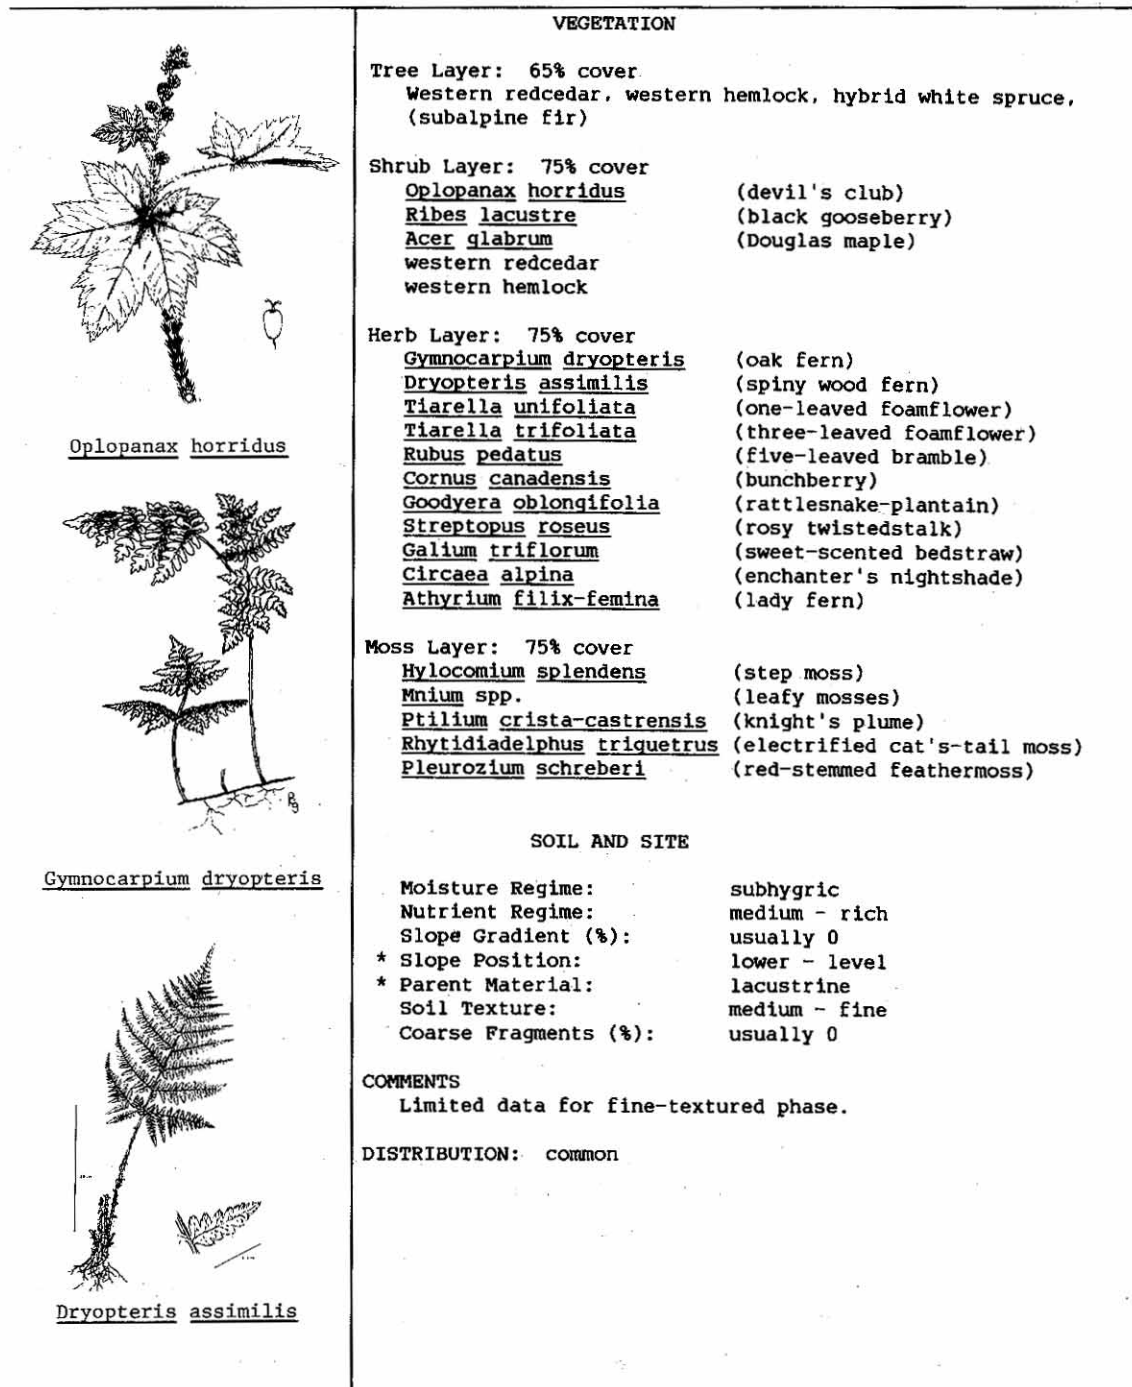 Oplopanax horridus
Gymnocarpium dryopteris
Dryopteris assimilis
VEGETATION
Tree Layer: 65% cover
Western redcedar, western hemlock, hybrid white spruce,
(subalpine fir)
Shrub Layer: 75% cover
Oplopanax horridus (devil's club)
Ribes lacustre (black gooseberry)
Acer glabrum (Douglas maple)
western redcedar
western hemlock
Herb Layer: 75% cover
Gymnocarpium dryopteris (oak fern)
Dryopteris assimilis (spiny wood fern)
Tiarella unifoliata (one-leaved foamflower)
Tiarella trifoliata (three-leaved foamflower)
Rubus pedatus (five-leaved bramble)
Cornus canadensis (bunchberry)
Goodyera oblongifolia (rattlesnake-plantain)
Streptopus roseus (rosy twistedstalk)
Galium triflorum (sweet-scented bedstraw)
Circaea alpina (enchanter's nightshade)
Athyrium filix-femina (lady fern)
Moss Layer: 75% cover
Hylocomium splendens (step moss)
Mnium spp. (leafy mosses)
Ptilium crista-castrensis (knight's plume)
Rhytidiadelphus triquetrus (electrified cat's-tail moss)
Pleurozium schreberi (red-stemmed feathermoss)
SOIL AND SITE
Moisture Regime: subhygric
Nutrient Regime: medium - rich
Slope Gradient (%): usually 0
* Slope Position: lower - level
* Parent Material: lacustrine
Soil Texture: medium - fine
Coarse Fragments (%): usually 0
COMMENTS
Limited data for fine-textured phase.
DISTRIBUTION: common